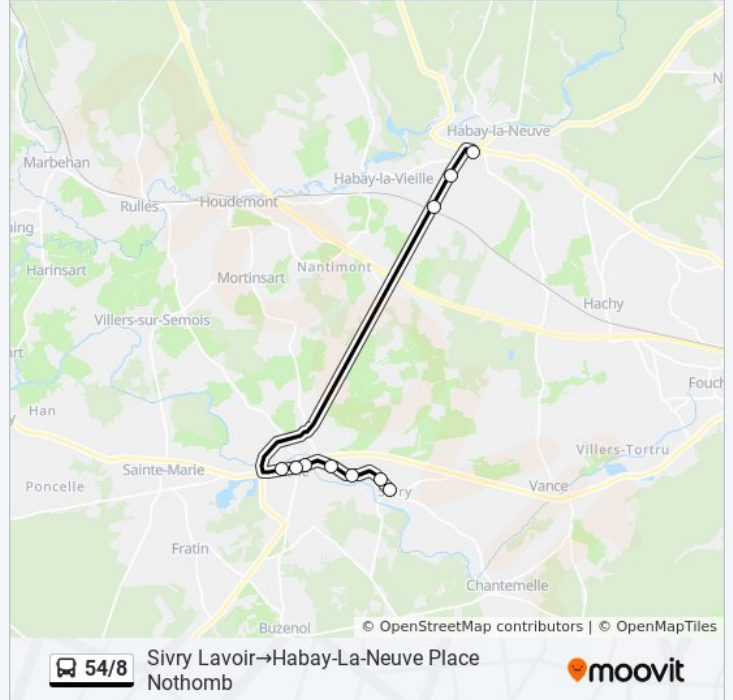 Habay-la-Neuve
N
Marbehan
Habay-la-Vieille
Rulles
Houdemont
ing
Harinsart
Nantimont
Mortinsart
Hachy
Villers-sur-Semois
art
Fouch
Han
Villers-Tortru
Sainte-Marie
Vance
Poncelle
Fratin
Chantemelle
Buzenol
© OpenStreetMap contributors | © OpenMapTiles
54/8
Sivry Lavoir→Habay-La-Neuve Place
Nothomb
moovit